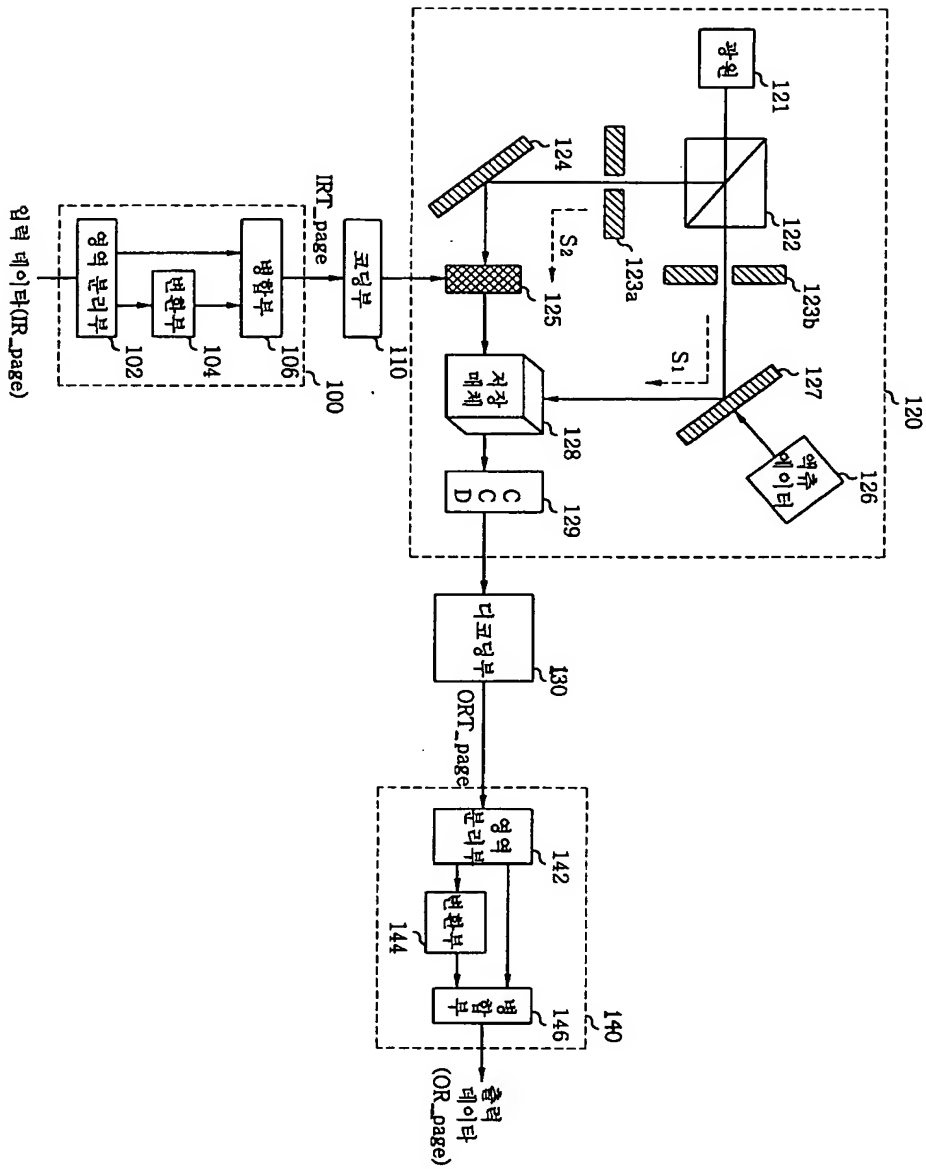 입력 데이타(IR_page)
영역 분리부
102
변환부
104
병합부
106
100
IRT_page
코딩부
110
광원
121
122
123a
123b
124
S2
S1
125
127
액츄
에이터
126
저장
매체
128
C C D
129
120
디코딩부
130
ORT_page
영역
분리부
142
변환부
144
병합
부
146
140
출력
데이타
(OR_page)